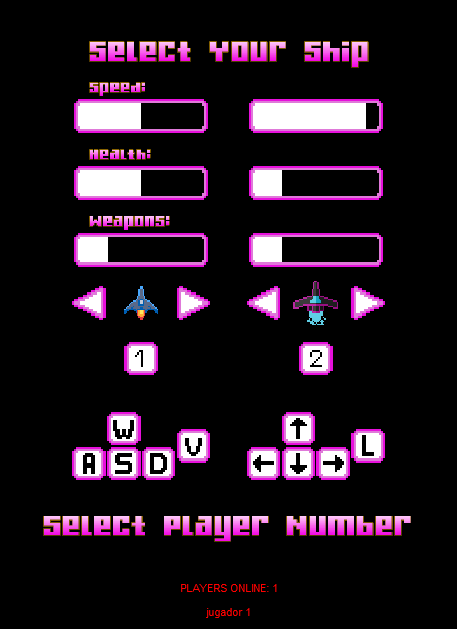 Select Your Ship
Speed:
Health:
Weapons:
1 2
W ↑
A S D V ← ↓ → L
Select Player Number
PLAYERS ONLINE: 1
jugador 1